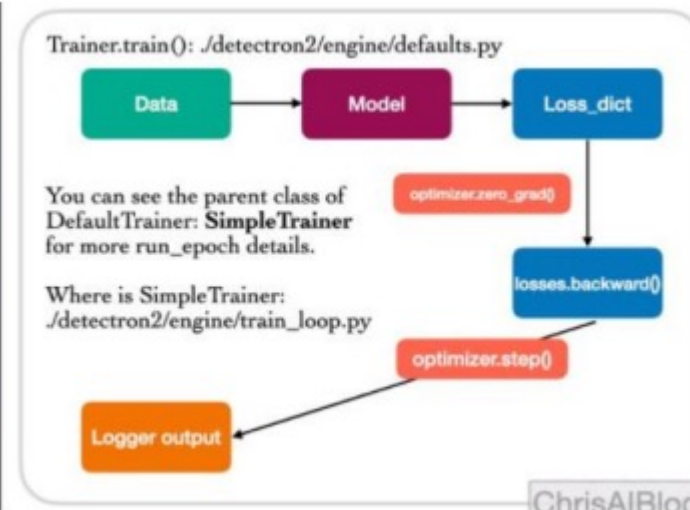 Trainer.train(): ./detectron2/engine/defaults.py
Data
Model
Loss_dict
You can see the parent class of
DefaultTrainer: SimpleTrainer
for more run_epoch details.
optimizer.zero_grad()
Where is SimpleTrainer:
./detectron2/engine/train_loop.py
losses.backward()
optimizer.step()
Logger output
ChrisAIBlog